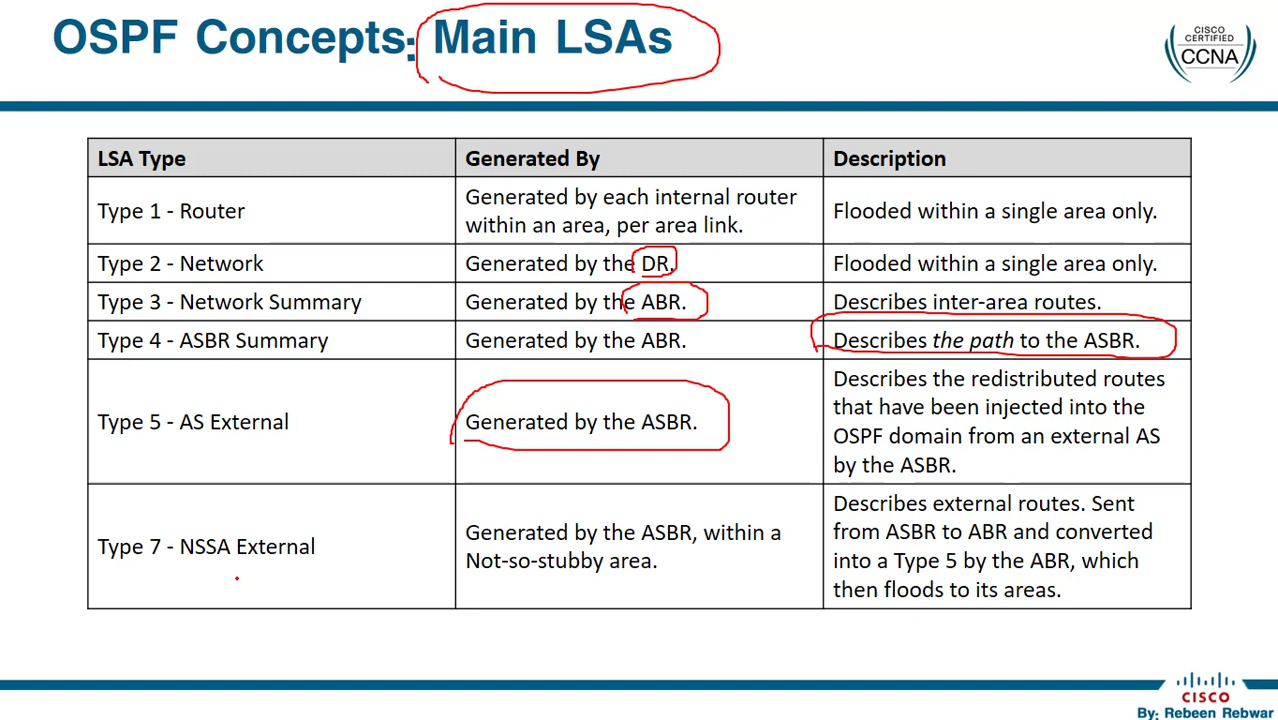 OSPF Concepts: Main LSAs
CISCO
CERTIFIED
CCNA
LSA Type
Generated By
Description
Type 1 - Router
Generated by each internal router
within an area, per area link.
Flooded within a single area only.
Type 2 - Network
Generated by the DR.
Flooded within a single area only.
Type 3 - Network Summary
Generated by the ABR.
Describes inter-area routes.
Type 4 - ASBR Summary
Generated by the ABR.
Describes the path to the ASBR.
Type 5 - AS External
Generated by the ASBR.
Describes the redistributed routes
that have been injected into the
OSPF domain from an external AS
by the ASBR.
Type 7 - NSSA External
Generated by the ASBR, within a
Not-so-stubby area.
Describes external routes. Sent
from ASBR to ABR and converted
into a Type 5 by the ABR, which
then floods to its areas.
CISCO
By: Rebeen Rebwar